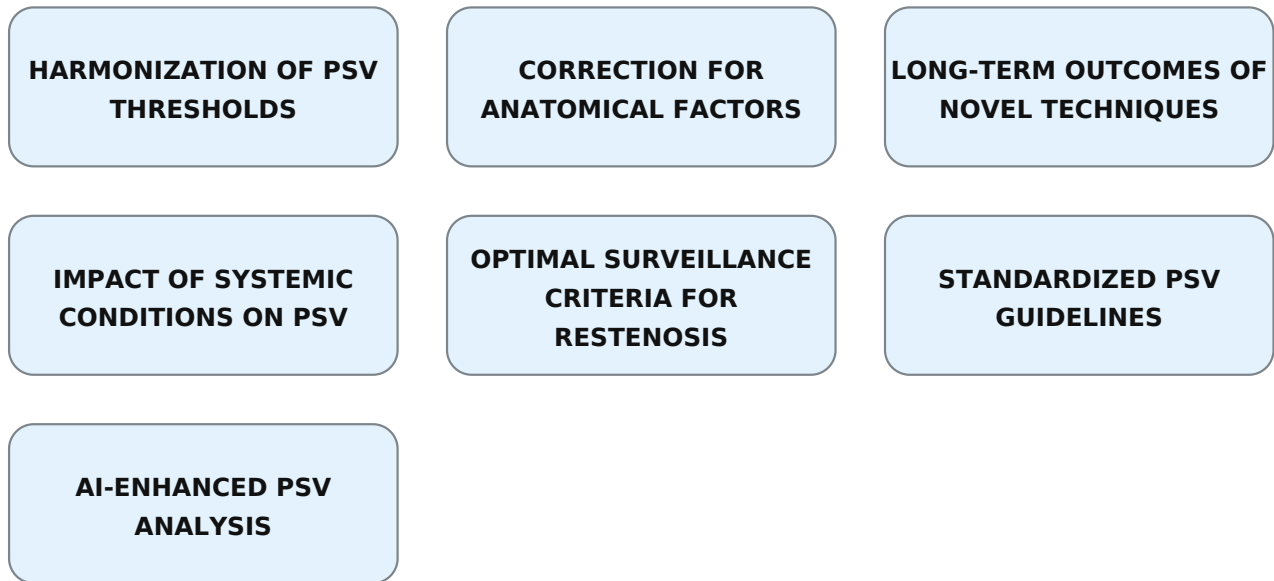 HARMONIZATION OF PSV
THRESHOLDS
CORRECTION FOR
ANATOMICAL FACTORS
LONG-TERM OUTCOMES OF
NOVEL TECHNIQUES
IMPACT OF SYSTEMIC
CONDITIONS ON PSV
OPTIMAL SURVEILLANCE
CRITERIA FOR
RESTENOSIS
STANDARDIZED PSV
GUIDELINES
AI-ENHANCED PSV
ANALYSIS